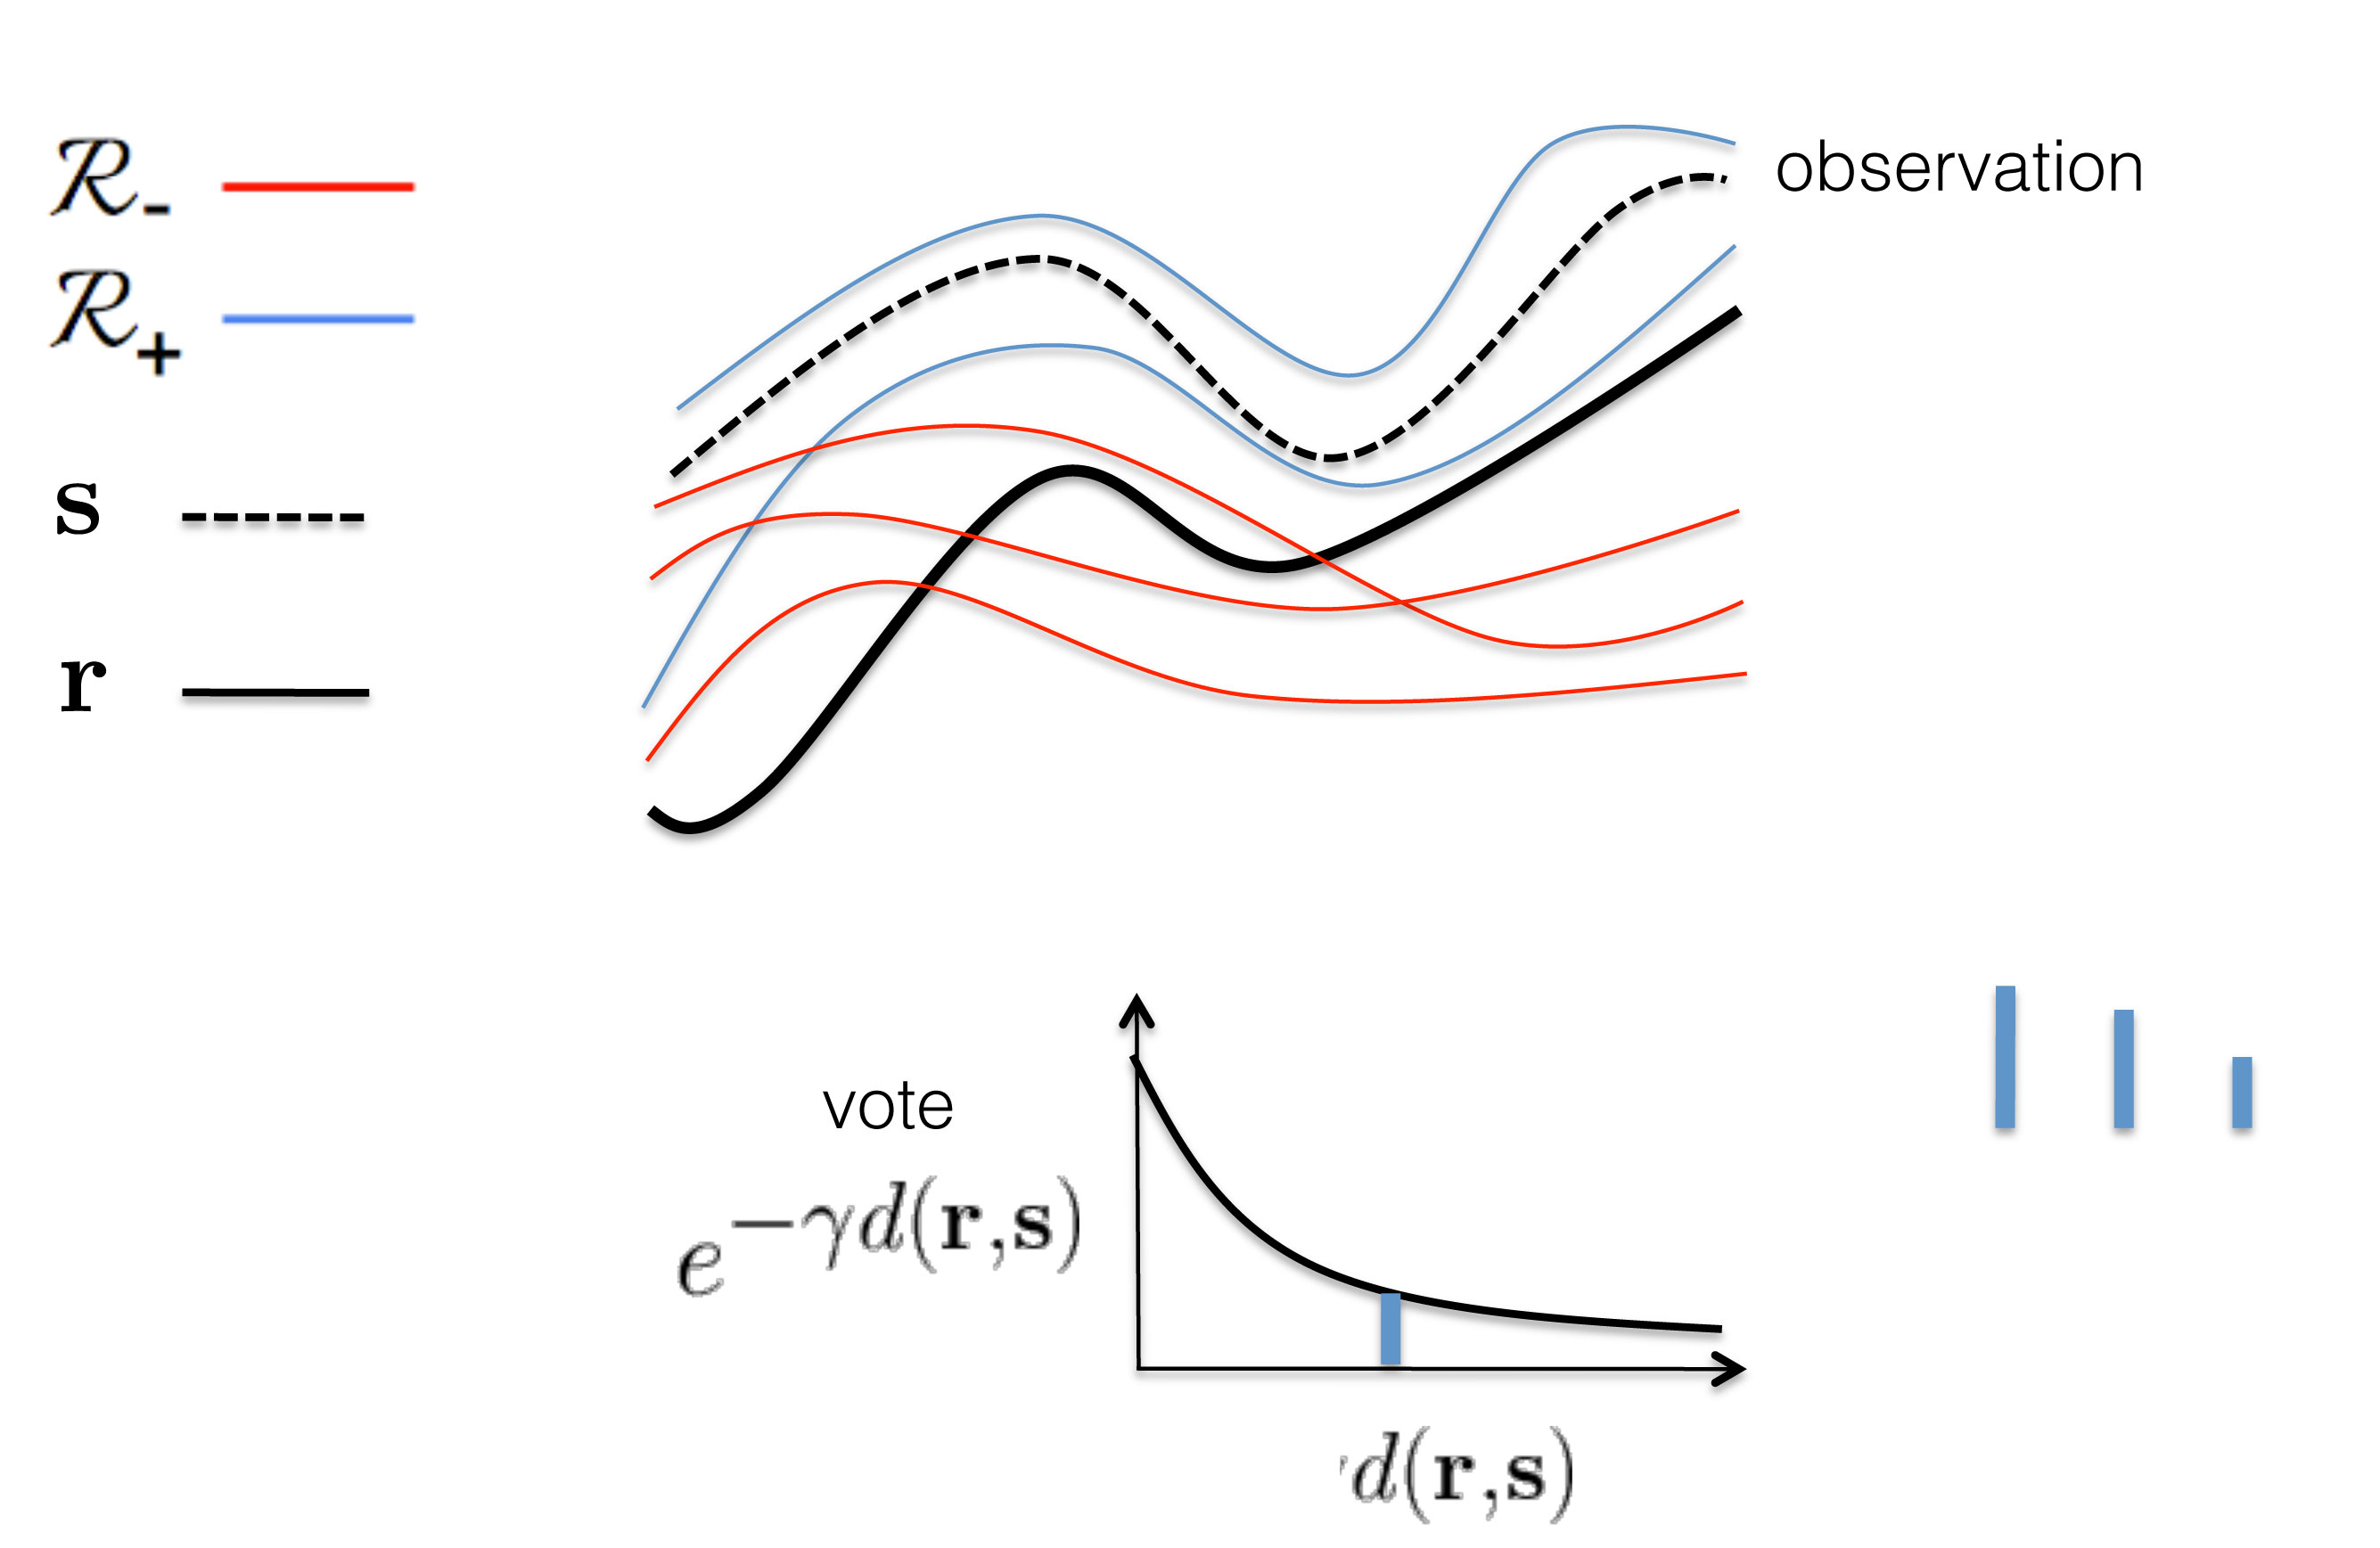 ℛ-
ℛ+
s
r
observation
vote
e^{-γd(r,s)}
d(r,s)